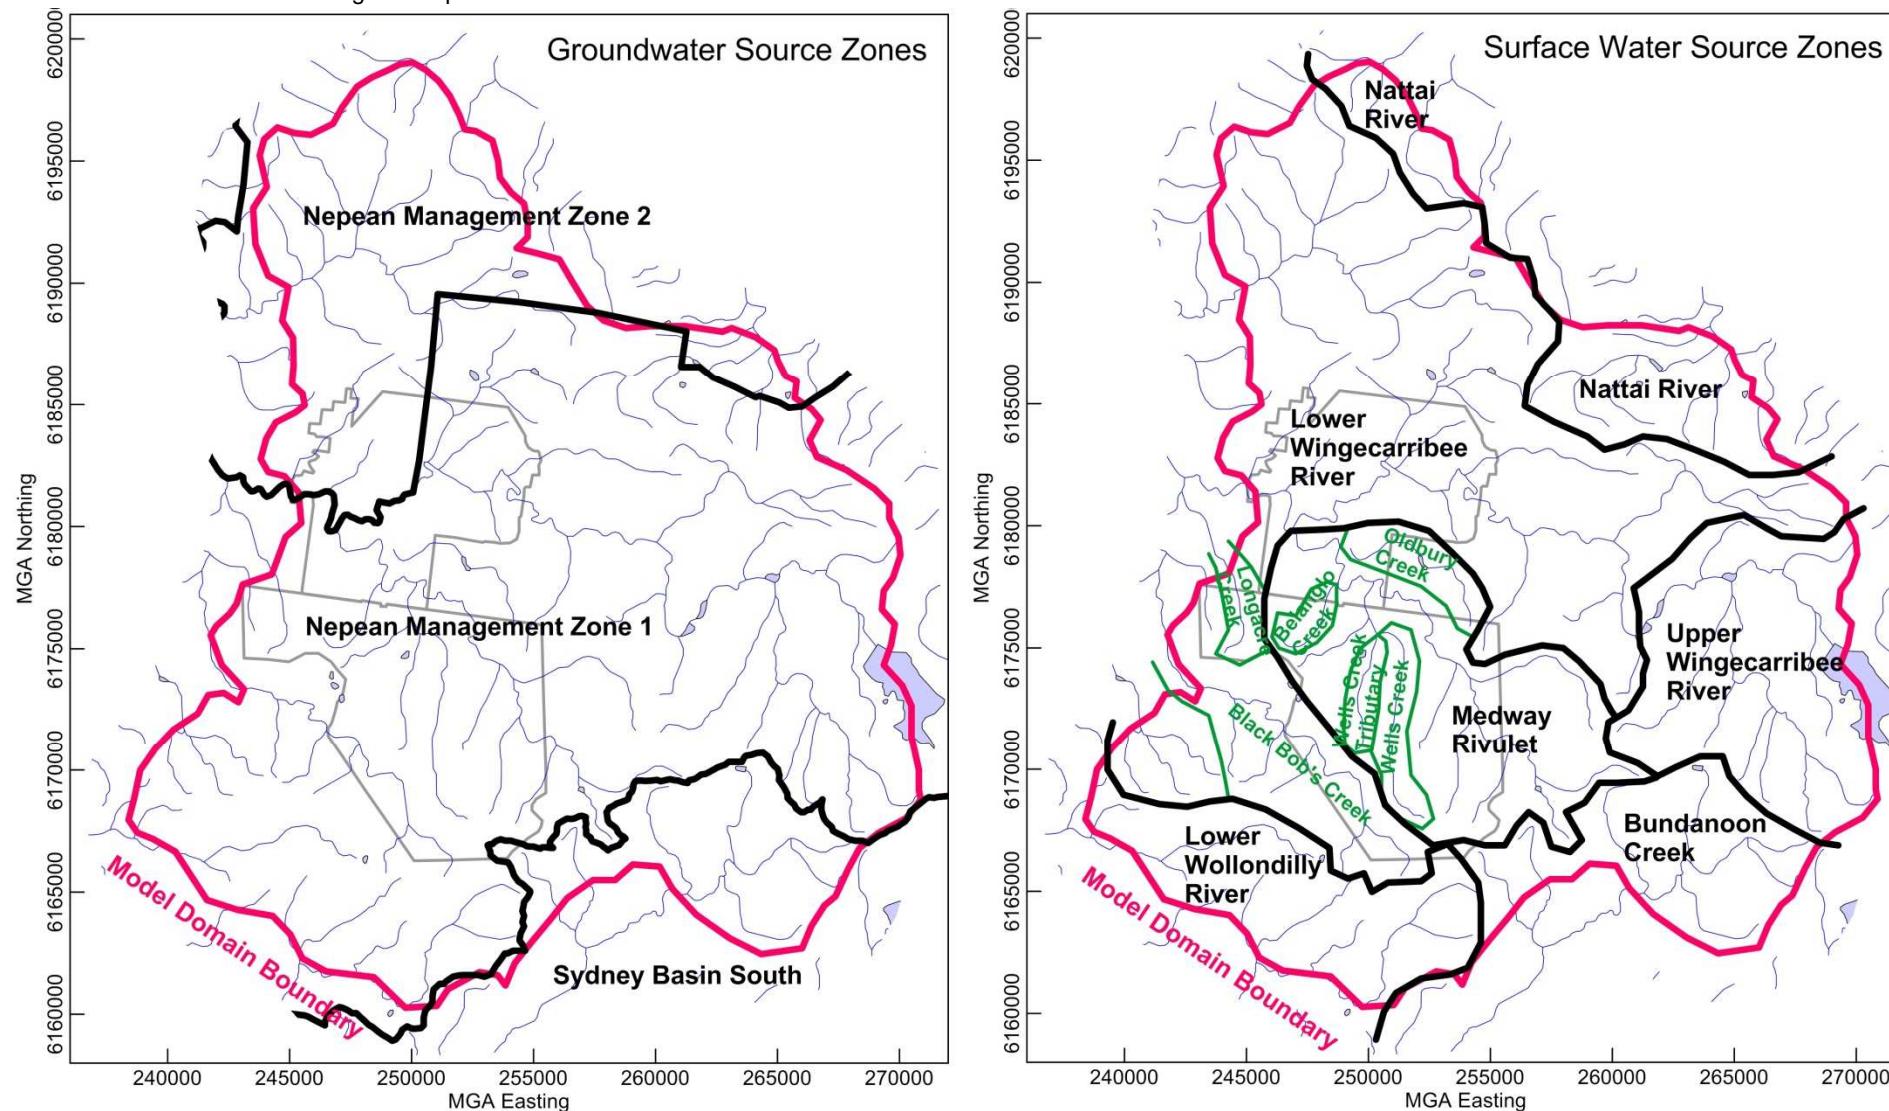 Groundwater Source Zones
6200000
6195000
6190000
6185000
6180000
6175000
6170000
6165000
6160000
MGA Northing
Nepean Management Zone 2
Nepean Management Zone 1
Sydney Basin South
Model Domain Boundary
240000
245000
250000
255000
260000
265000
270000
MGA Easting
Surface Water Source Zones
6200000
6195000
6190000
6185000
6180000
6175000
6170000
6165000
6160000
MGA Northing
Nattai
River
Nattai River
Lower
Wingecarribee
River
Oldbury
Creek
Longacre
Creek
Belanglo
Creek
Wells Creek
Tributary
Wells Creek
Black Bob's Creek
Medway
Rivulet
Upper
Wingecarribee
River
Bundanoon
Creek
Lower
Wollondilly
River
Model Domain Boundary
240000
245000
250000
255000
260000
265000
270000
MGA Easting